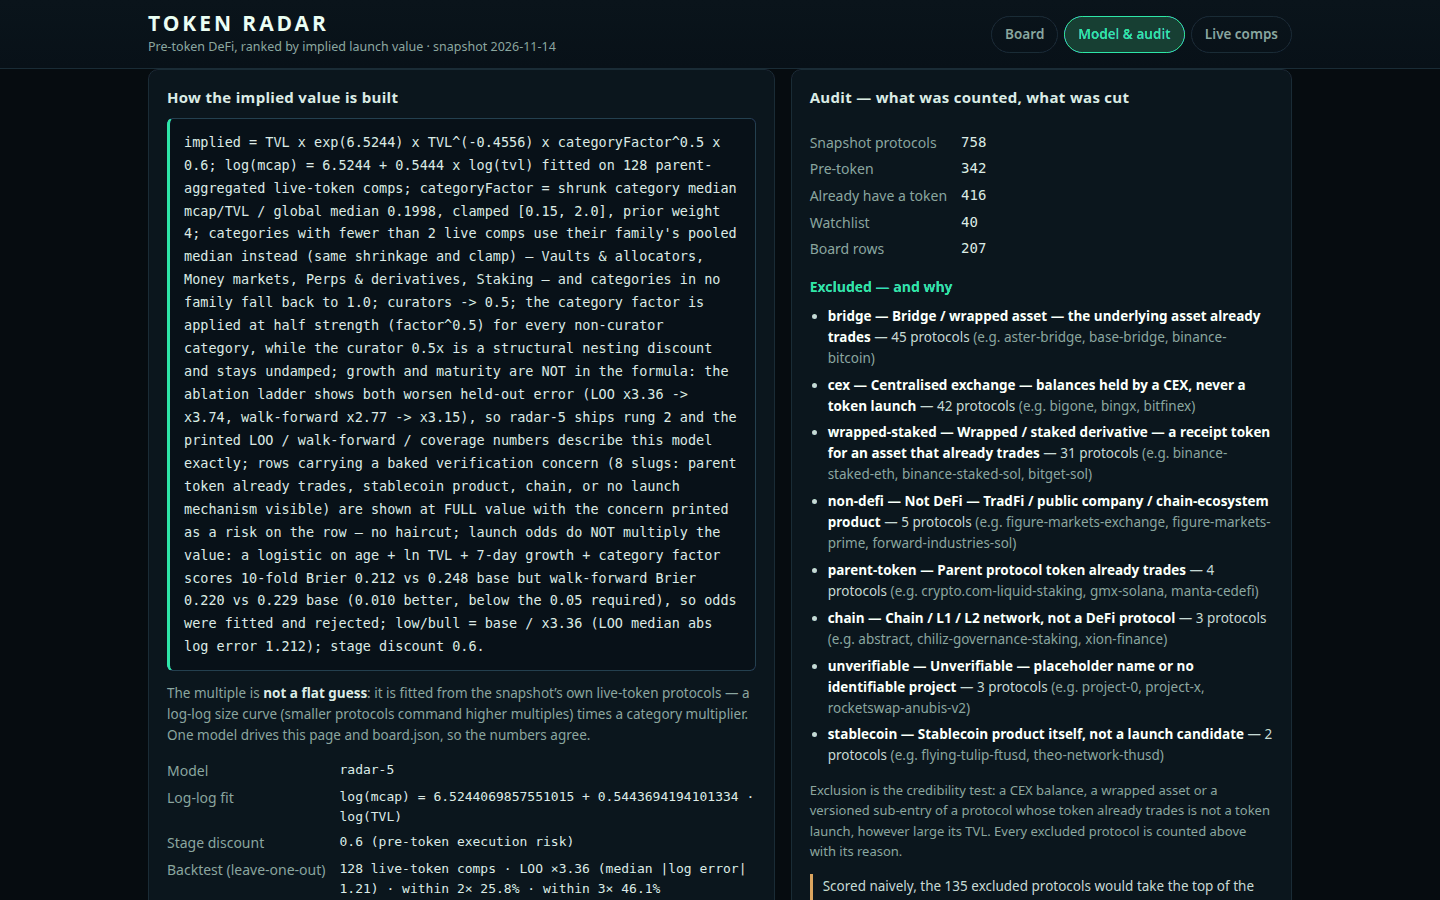 TOKEN RADAR
Pre-token DeFi, ranked by implied launch value · snapshot 2026-11-14
Board
Model & audit
Live comps
How the implied value is built
implied = TVL x exp(6.5244) x TVL^(-0.4556) x categoryFactor^0.5 x
0.6; log(mcap) = 6.5244 + 0.5444 x log(tvl) fitted on 128 parent-
aggregated live-token comps; categoryFactor = shrunk category median
mcap/TVL / global median 0.1998, clamped [0.15, 2.0], prior weight
4; categories with fewer than 2 live comps use their family's pooled
median instead (same shrinkage and clamp) — Vaults & allocators,
Money markets, Perps & derivatives, Staking — and categories in no
family fall back to 1.0; curators -> 0.5; the category factor is
applied at half strength (factor^0.5) for every non-curator
category, while the curator 0.5x is a structural nesting discount
and stays undamped; growth and maturity are NOT in the formula: the
ablation ladder shows both worsen held-out error (LOO x3.36 ->
x3.74, walk-forward x2.77 -> x3.15), so radar-5 ships rung 2 and the
printed LOO / walk-forward / coverage numbers describe this model
exactly; rows carrying a baked verification concern (8 slugs: parent
token already trades, stablecoin product, chain, or no launch
mechanism visible) are shown at FULL value with the concern printed
as a risk on the row — no haircut; launch odds do NOT multiply the
value: a logistic on age + ln TVL + 7-day growth + category factor
scores 10-fold Brier 0.212 vs 0.248 base but walk-forward Brier
0.220 vs 0.229 base (0.010 better, below the 0.05 required), so odds
were fitted and rejected; low/bull = base / x3.36 (LOO median abs
log error 1.212); stage discount 0.6.
The multiple is not a flat guess: it is fitted from the snapshot's own live-token protocols — a
log-log size curve (smaller protocols command higher multiples) times a category multiplier.
One model drives this page and board.json, so the numbers agree.
Model radar-5
Log-log fit log(mcap) = 6.5244069857551015 + 0.5443694194101334 ·
log(TVL)
Stage discount 0.6 (pre-token execution risk)
Backtest (leave-one-out) 128 live-token comps · LOO ×3.36 (median |log error|
1.21) · within 2× 25.8% · within 3× 46.1%
Audit — what was counted, what was cut
Snapshot protocols 758
Pre-token 342
Already have a token 416
Watchlist 40
Board rows 207
Excluded — and why
• bridge — Bridge / wrapped asset — the underlying asset already
trades — 45 protocols (e.g. aster-bridge, base-bridge, binance-
bitcoin)
• cex — Centralised exchange — balances held by a CEX, never a
token launch — 42 protocols (e.g. bigone, bingx, bitfinex)
• wrapped-staked — Wrapped / staked derivative — a receipt token
for an asset that already trades — 31 protocols (e.g. binance-
staked-eth, binance-staked-sol, bitget-sol)
• non-defi — Not DeFi — TradFi / public company / chain-ecosystem
product — 5 protocols (e.g. figure-markets-exchange, figure-markets-
prime, forward-industries-sol)
• parent-token — Parent protocol token already trades — 4
protocols (e.g. crypto.com-liquid-staking, gmx-solana, manta-cedefi)
• chain — Chain / L1 / L2 network, not a DeFi protocol — 3 protocols
(e.g. abstract, chiliz-governance-staking, xion-finance)
• unverifiable — Unverifiable — placeholder name or no
identifiable project — 3 protocols (e.g. project-0, project-x,
rocketswap-anubis-v2)
• stablecoin — Stablecoin product itself, not a launch candidate — 2
protocols (e.g. flying-tulip-ftusd, theo-network-thusd)
Exclusion is the credibility test: a CEX balance, a wrapped asset or a
versioned sub-entry of a protocol whose token already trades is not a token
launch, however large its TVL. Every excluded protocol is counted above
with its reason.
Scored naively, the 135 excluded protocols would take the top of the